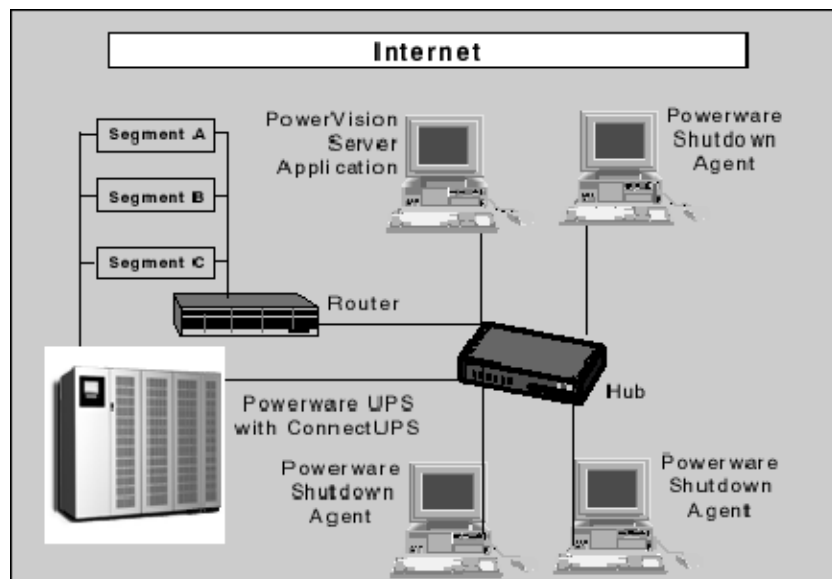 Internet
Segment A
Segment B
Segment C
PowerVision
Server
Application
Powerware
Shutdown
Agent
Router
Hub
Powerware UPS
with ConnectUPS
Powerware
Shutdown
Agent
Powerware
Shutdown
Agent